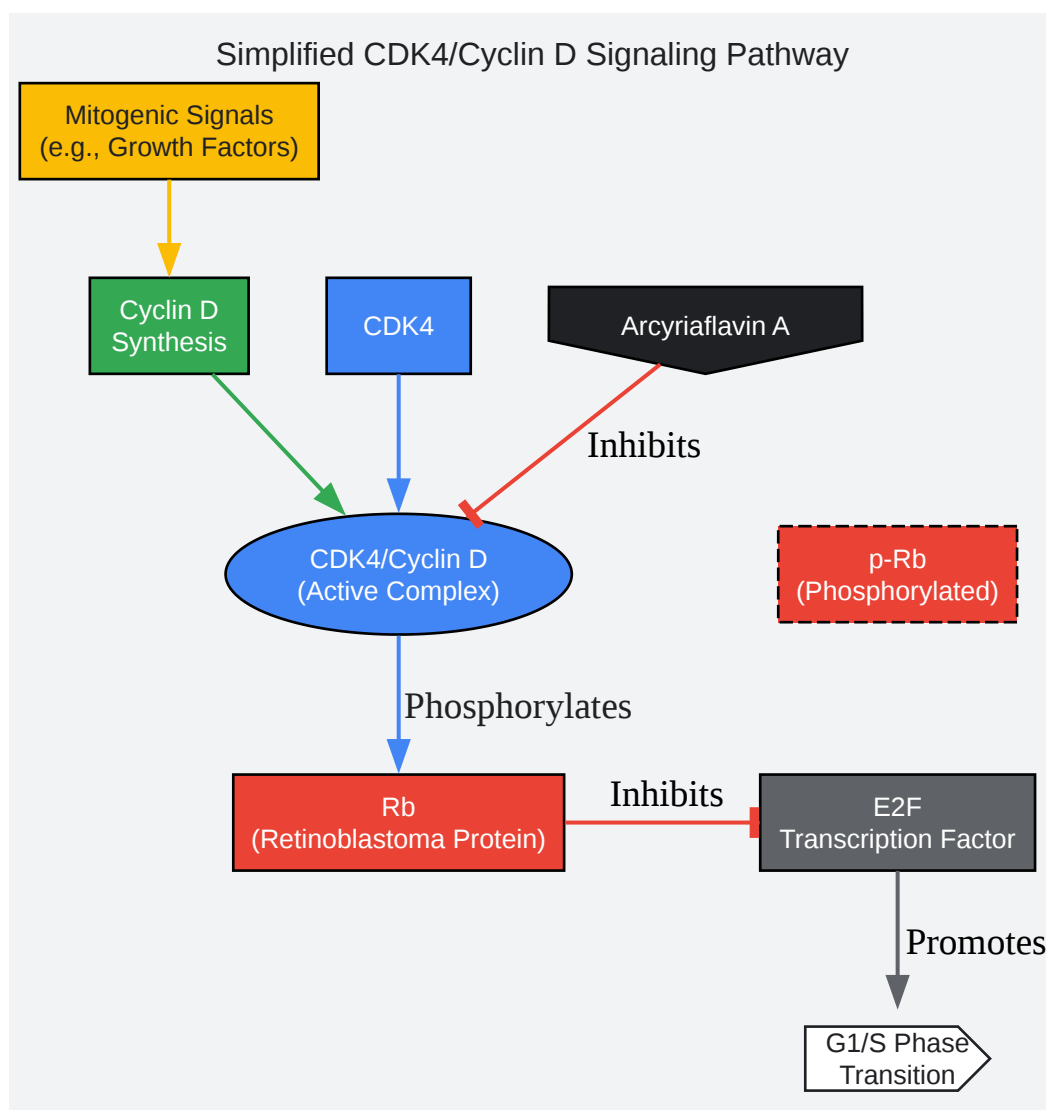 Simplified CDK4/Cyclin D Signaling Pathway
Mitogenic Signals
(e.g., Growth Factors)
Cyclin D
Synthesis
CDK4
Arcyriaflavin A
Inhibits
CDK4/Cyclin D
(Active Complex)
p-Rb
(Phosphorylated)
Phosphorylates
Rb
(Retinoblastoma Protein)
Inhibits
E2F
Transcription Factor
Promotes
G1/S Phase
Transition